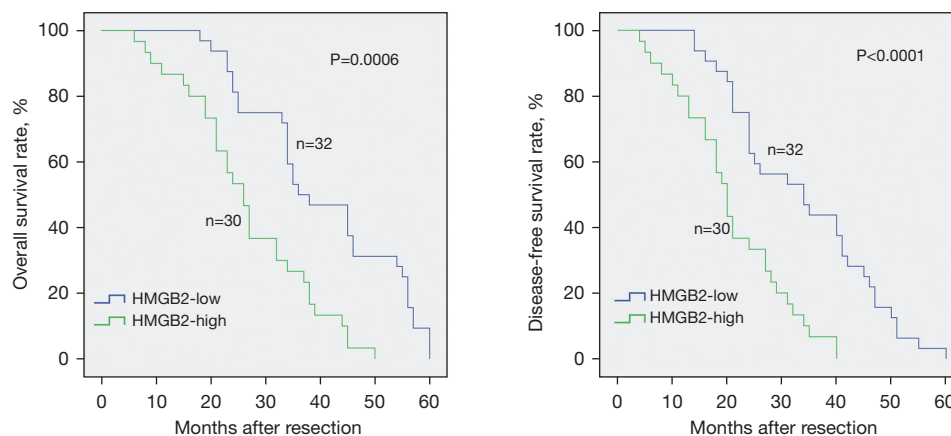 100
80
60
40
20
0
Overall survival rate, %
P=0.0006
n=32
n=30
HMGB2-low
HMGB2-high
0 10 20 30 40 50 60
Months after resection
100
80
60
40
20
0
Disease-free survival rate, %
P<0.0001
n=32
n=30
HMGB2-low
HMGB2-high
0 10 20 30 40 50 60
Months after resection